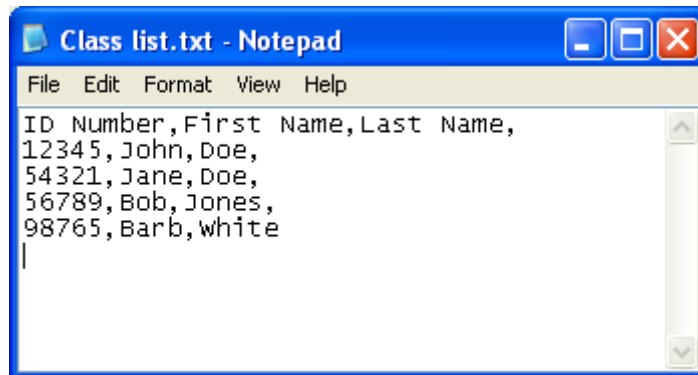 Class list.txt - Notepad
File Edit Format View Help
ID Number,First Name,Last Name,
12345,John,Doe,
54321,Jane,Doe,
56789,Bob,Jones,
98765,Barb,White